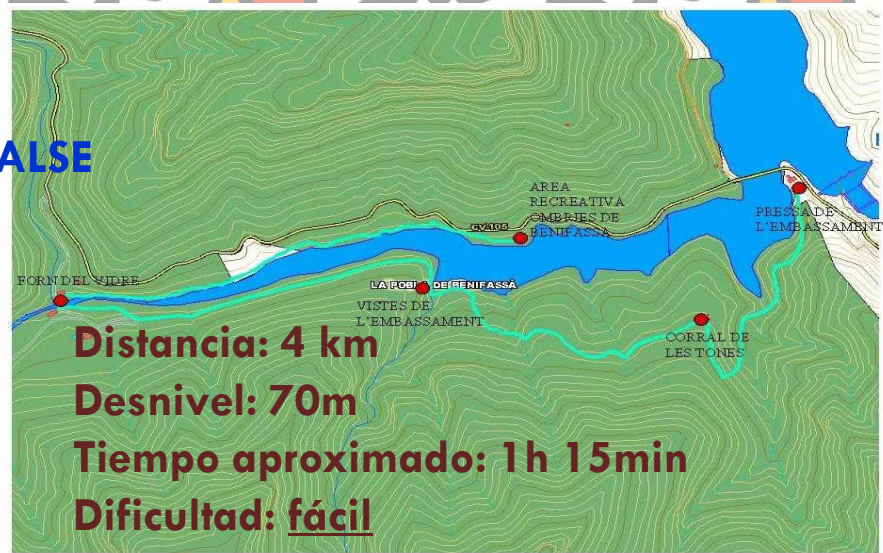 ALSE
AREA
RECREATIVA
OMBRIES DE
BENIFASSÀ
CV-105
PRESSA DE
L'EMBASSAMENT
FORN DEL VIDRE
LA POBLA DE BENIFASSÀ
VISTES DE
L'EMBASSAMENT
CORRAL DE
LES TONES
Distancia: 4 km
Desnivel: 70m
Tiempo aproximado: 1h 15min
Dificultad: fácil